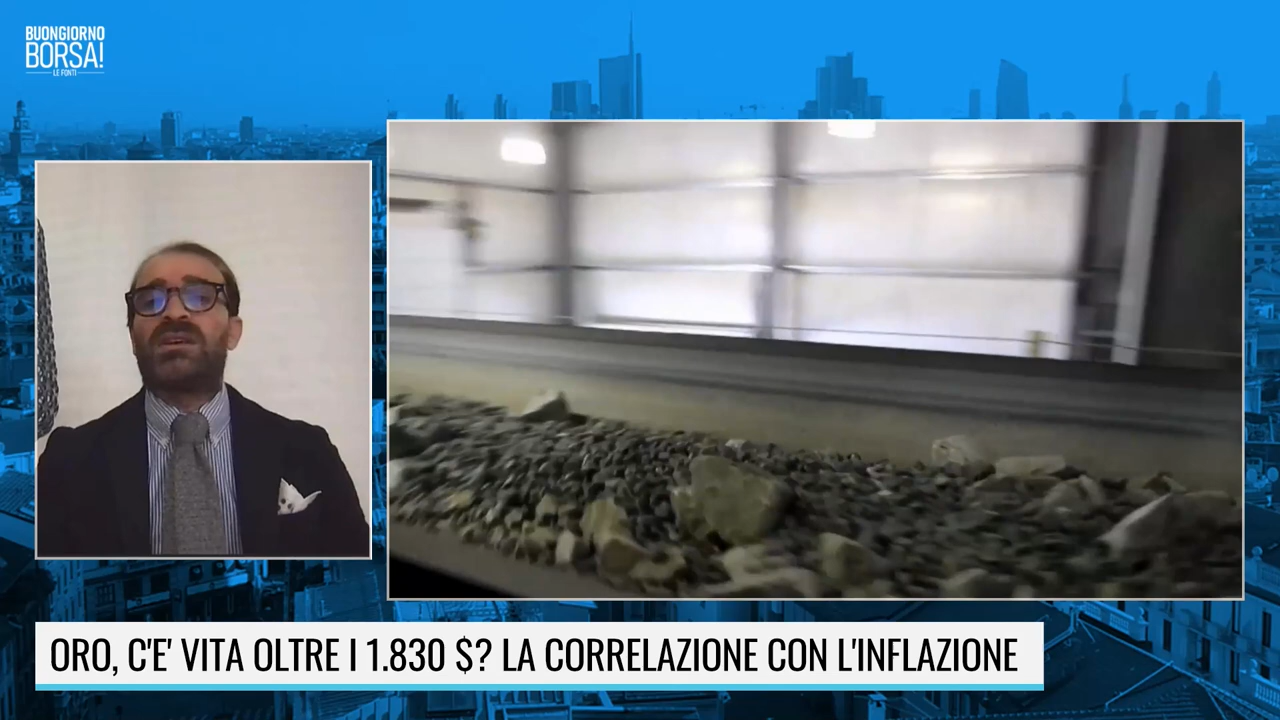 BUONGIORNO
BORSA!
LE FONTI
ORO, C'E' VITA OLTRE I 1.830 $? LA CORRELAZIONE CON L'INFLAZIONE